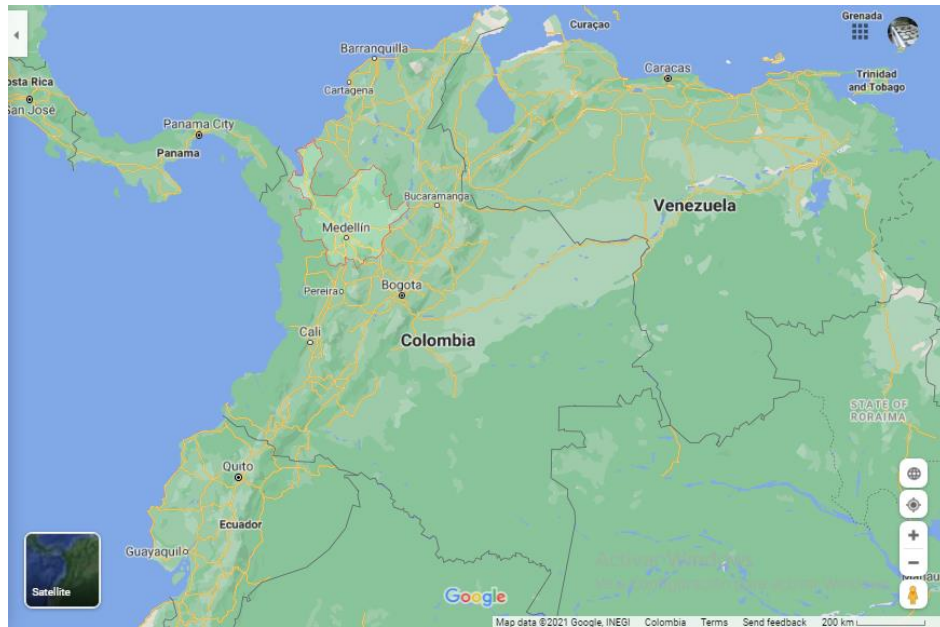 Grenada
Curaçao
Barranquilla
Cartagena
Caracas
Trinidad
and Tobago
osta Rica
San José
Panama City
Panama
Bucaramanga
Venezuela
Medellín
Pereira
Bogota
Cali
Colombia
STATE OF
RORAIMA
Quito
Ecuador
Guayaquil
Satellite
Google
Map data ©2021 Google, INEGI Colombia Terms Send feedback 200 km